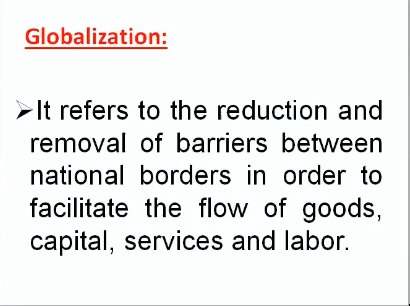 Globalization:
➢It refers to the reduction and
removal of barriers between
national borders in order to
facilitate the flow of goods,
capital, services and labor.